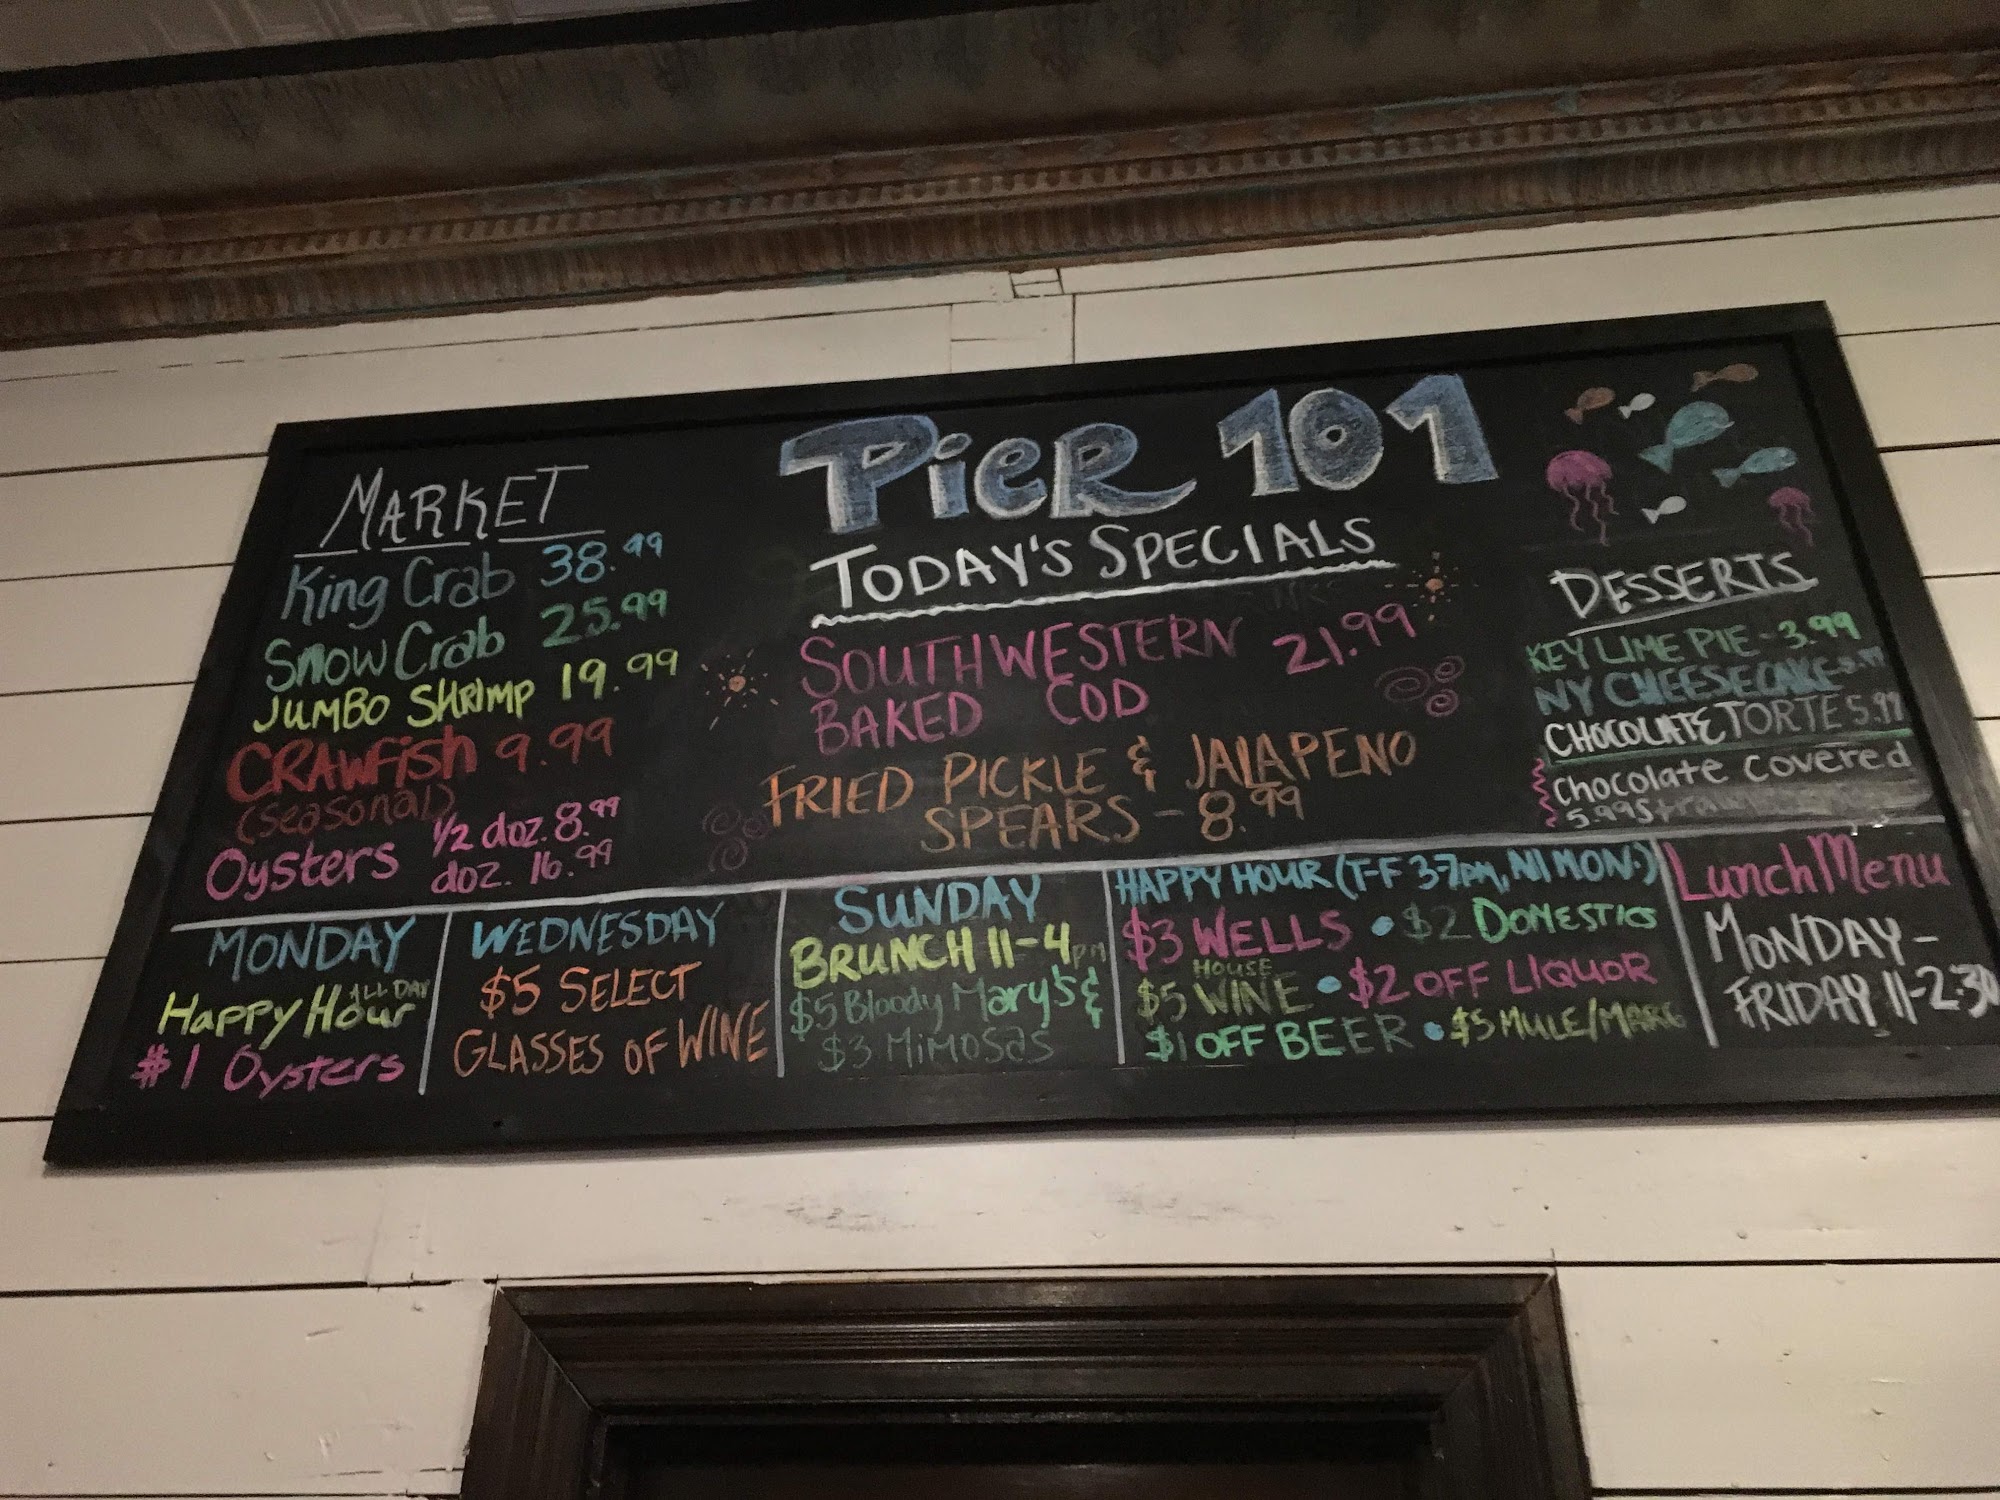 PieR 101
TODAY'S SPECIALS
MARKET
King Crab 38.99
Snow Crab 25.99
JUMBO SHRIMP 19.99
CRAWFish 9.99
(seasonal)
Oysters 1/2 doz. 8.99
doz. 16.99
SOUTHWESTERN 21.99
BAKED COD
FRIED PICKLE & JALAPENO
SPEARS - 8.99
DESSERTS
KEY LIME PIE - 3.99
NY CHEESECAKE
CHOCOLATE TORTE 5.99
Chocolate covered
5.99
MONDAY
Happy Hour ALL DAY
#1 Oysters
WEDNESDAY
$5 SELECT
GLASSES OF WINE
SUNDAY
BRUNCH 11-4pm
$5 Bloody Mary's &
$3 MiMosas
HAPPY HOUR (T-F 3-7pm, MON.)
$3 WELLS • $2 DOMESTICS
$5 HOUSE WINE • $2 OFF LIQUOR
$1 OFF BEER • $5 MULE/MARG
Lunch Menu
MONDAY -
FRIDAY 11-2:30